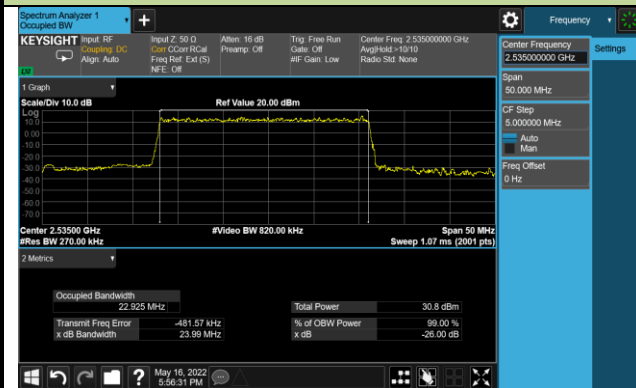 Spectrum Analyzer 1
Occupied BW
Frequency
KEYSIGHT Input: RF
Coupling: DC
Align: Auto
Input Z: 50 Ω
Corr CCorr RCal
Freq Ref: Ext (S)
NFE: Off
Atten: 16 dB
Preamp: Off
Trig: Free Run
Gate: Off
#IF Gain: Low
Center Freq: 2.535000000 GHz
Avg|Hold:>10/10
Radio Std: None
Center Frequency
2.535000000 GHz
Settings
Span
50.000 MHz
CF Step
5.000000 MHz
Auto
Man
Freq Offset
0 Hz
1 Graph
Scale/Div 10.0 dB
Ref Value 20.00 dBm
Log
10.0
0.00
-10.0
-20.0
-30.0
-40.0
-50.0
-60.0
-70.0
Center 2.53500 GHz
#Video BW 820.00 kHz
Span 50 MHz
#Res BW 270.00 kHz
Sweep 1.07 ms (2001 pts)
2 Metrics
Occupied Bandwidth
22.925 MHz
Total Power 30.8 dBm
Transmit Freq Error -481.57 kHz
% of OBW Power 99.00 %
x dB Bandwidth 23.99 MHz
x dB -26.00 dB
May 16, 2022
5:56:31 PM